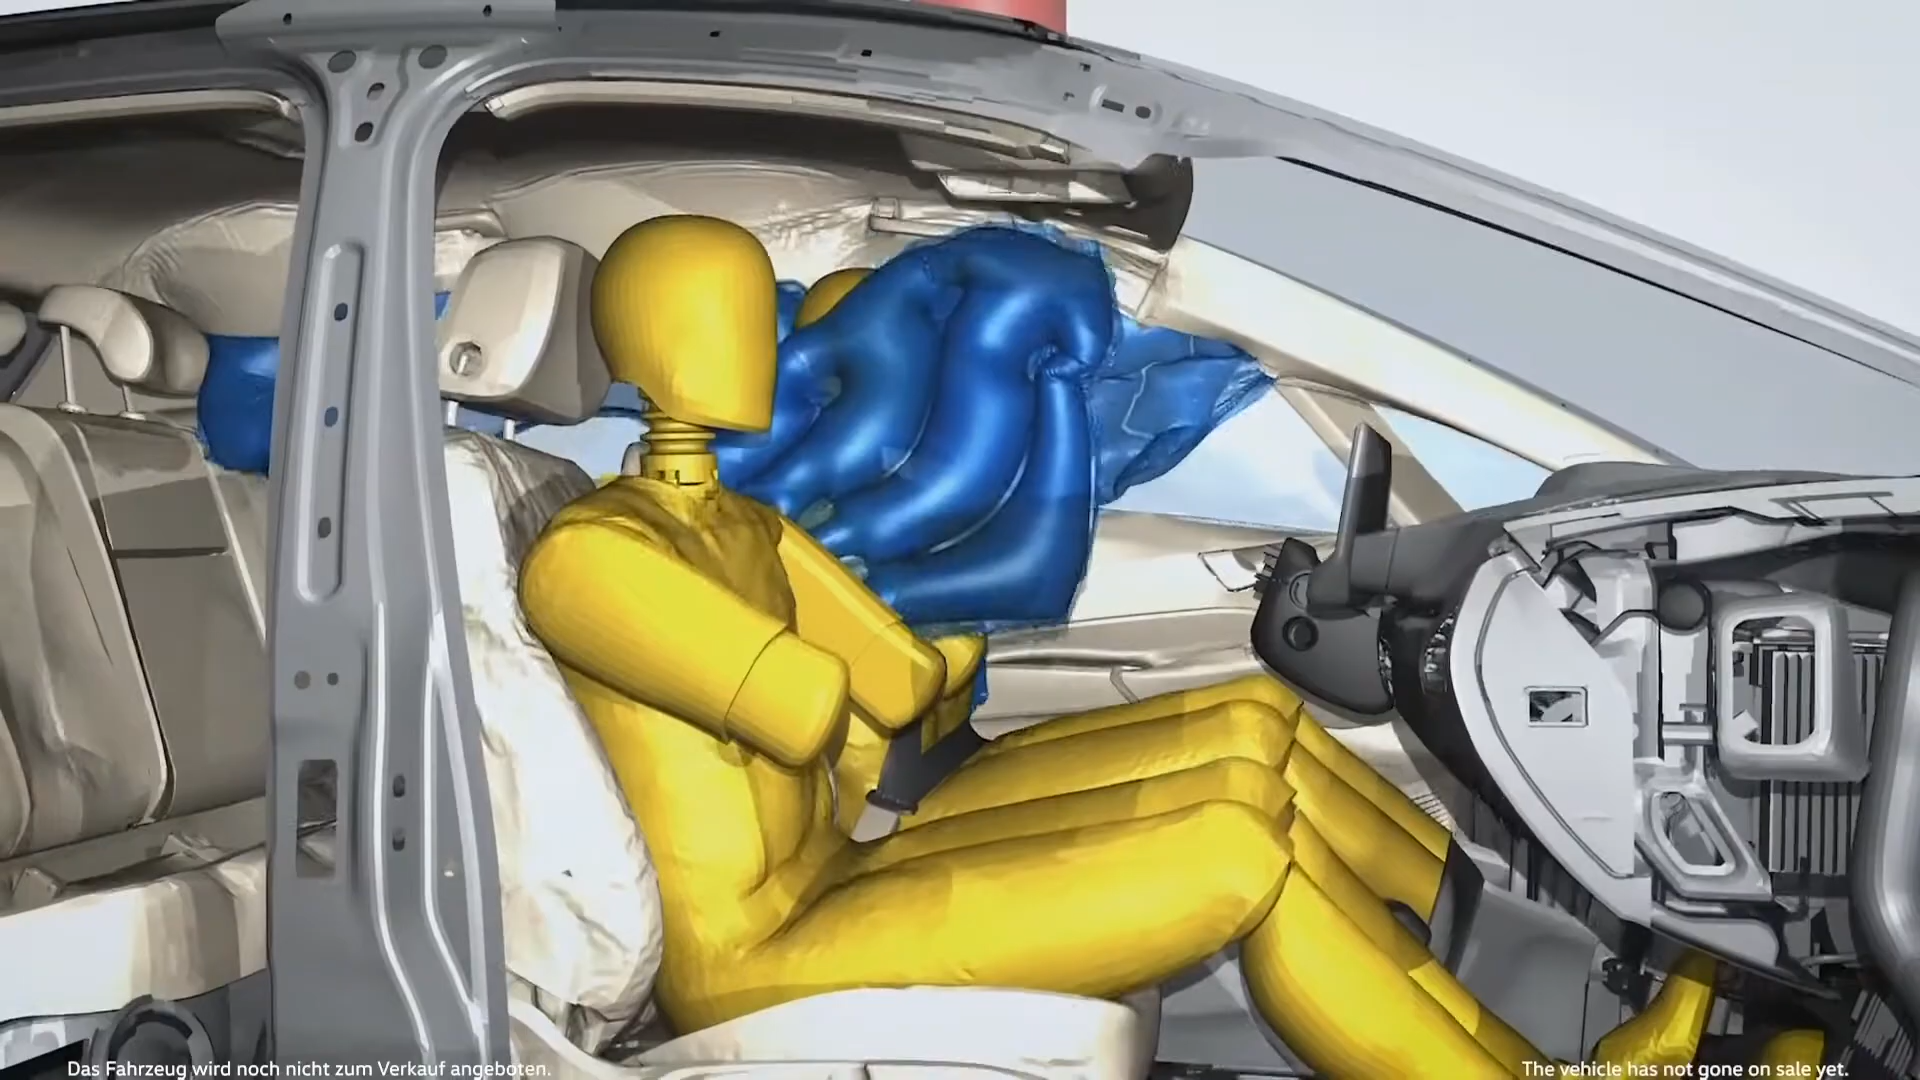 Das Fahrzeug wird noch nicht zum Verkauf angeboten.
The vehicle has not gone on sale yet.